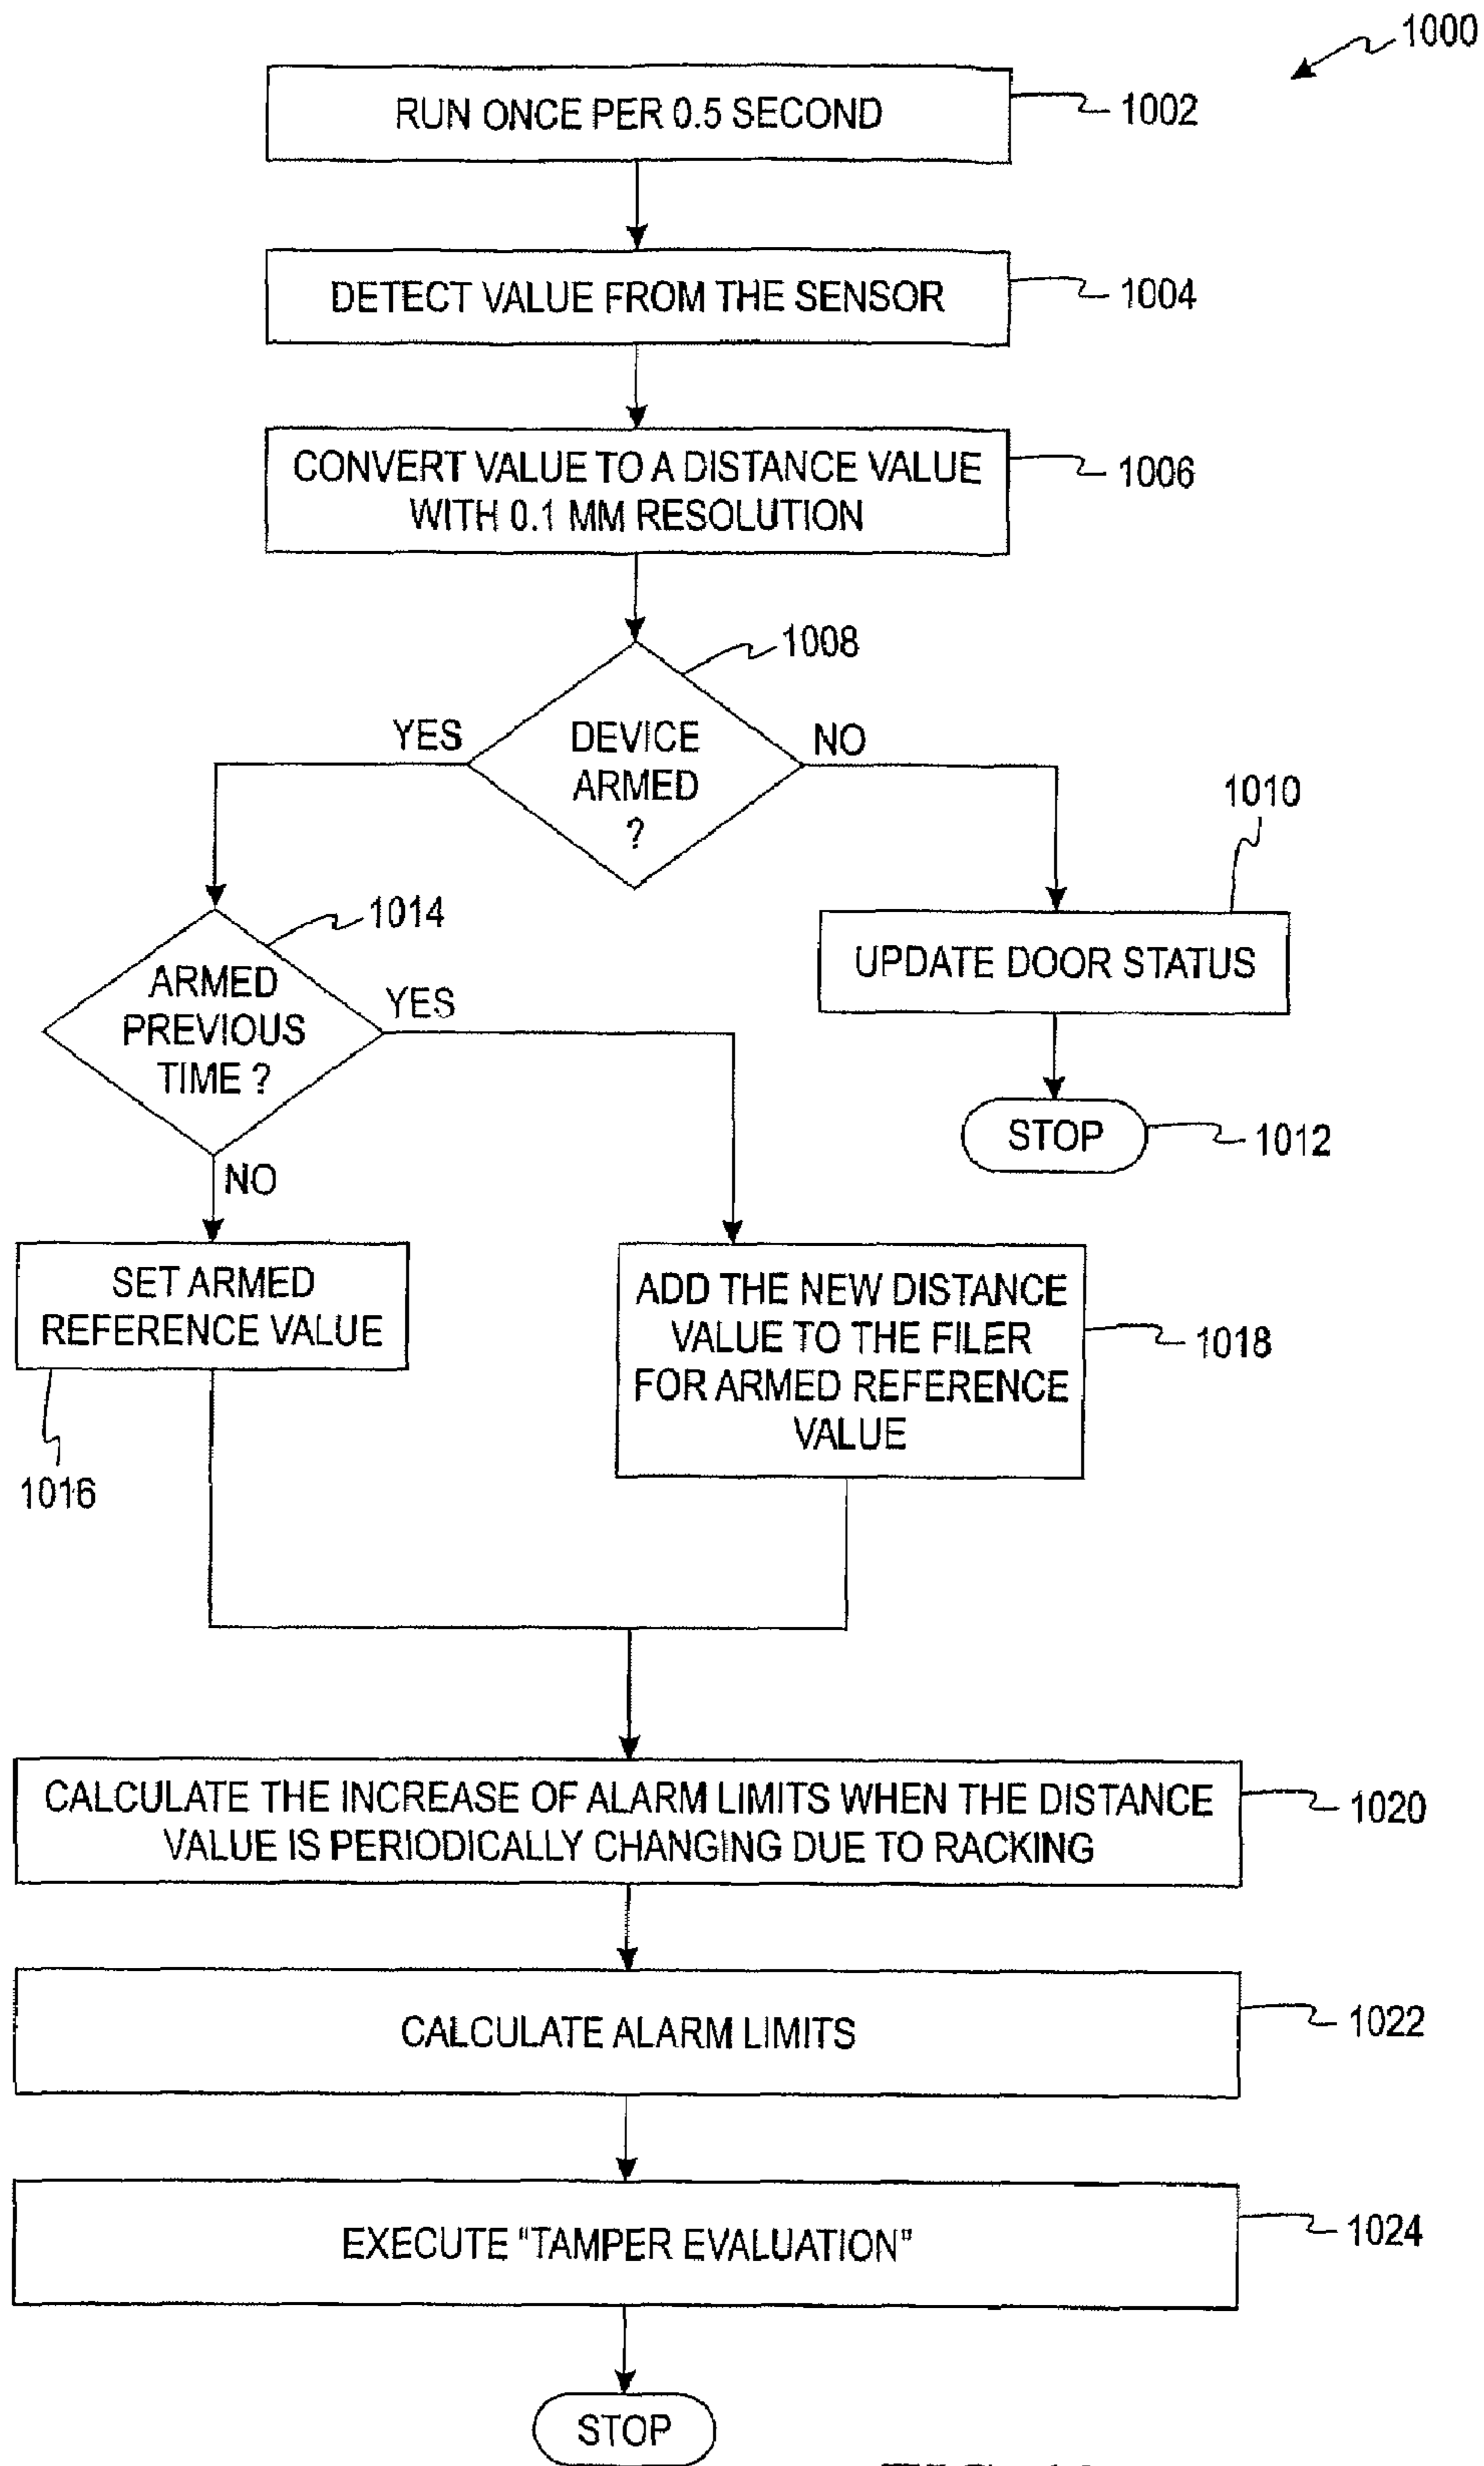 1000
RUN ONCE PER 0.5 SECOND
1002
DETECT VALUE FROM THE SENSOR
1004
CONVERT VALUE TO A DISTANCE VALUE
WITH 0.1 MM RESOLUTION
1006
1008
DEVICE
ARMED
?
YES
NO
1010
UPDATE DOOR STATUS
STOP
1012
1014
ARMED
PREVIOUS
TIME ?
YES
NO
SET ARMED
REFERENCE VALUE
1016
ADD THE NEW DISTANCE
VALUE TO THE FILER
FOR ARMED REFERENCE
VALUE
1018
CALCULATE THE INCREASE OF ALARM LIMITS WHEN THE DISTANCE
VALUE IS PERIODICALLY CHANGING DUE TO RACKING
1020
CALCULATE ALARM LIMITS
1022
EXECUTE "TAMPER EVALUATION"
1024
STOP